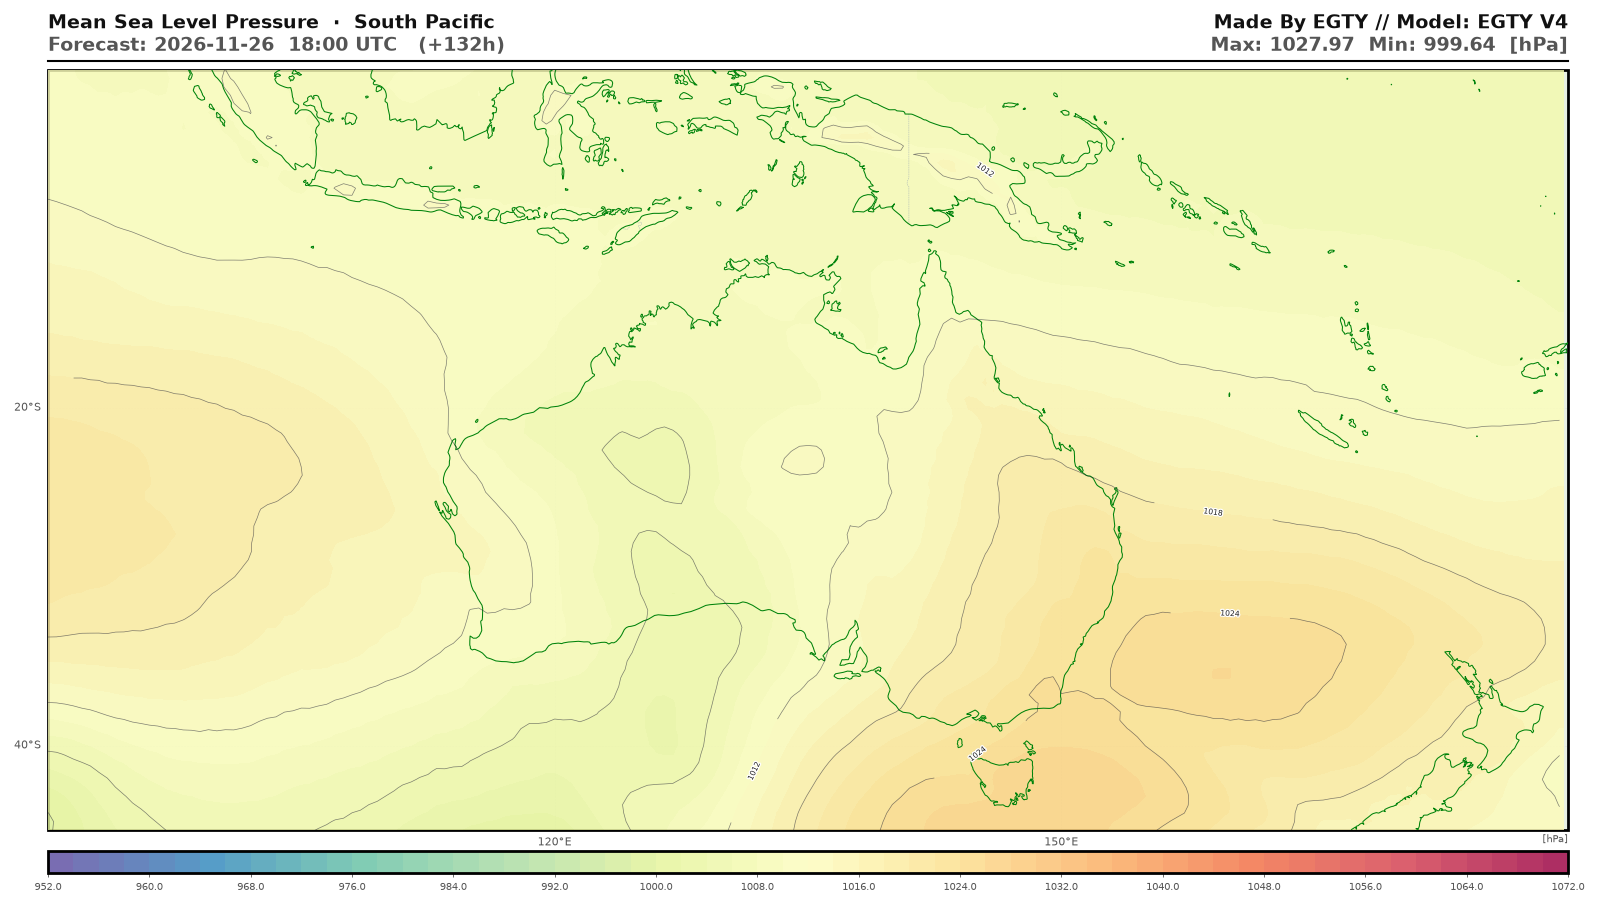 Mean Sea Level Pressure · South Pacific
Made By EGTY // Model: EGTY V4
Forecast: 2026-11-26 18:00 UTC (+132h)
Max: 1027.97 Min: 999.64 [hPa]
1012
20°S
1018
1024
40°S
1024
1012
120°E
150°E
[hPa]
952.0
960.0
968.0
976.0
984.0
992.0
1000.0
1008.0
1016.0
1024.0
1032.0
1040.0
1048.0
1056.0
1064.0
1072.0